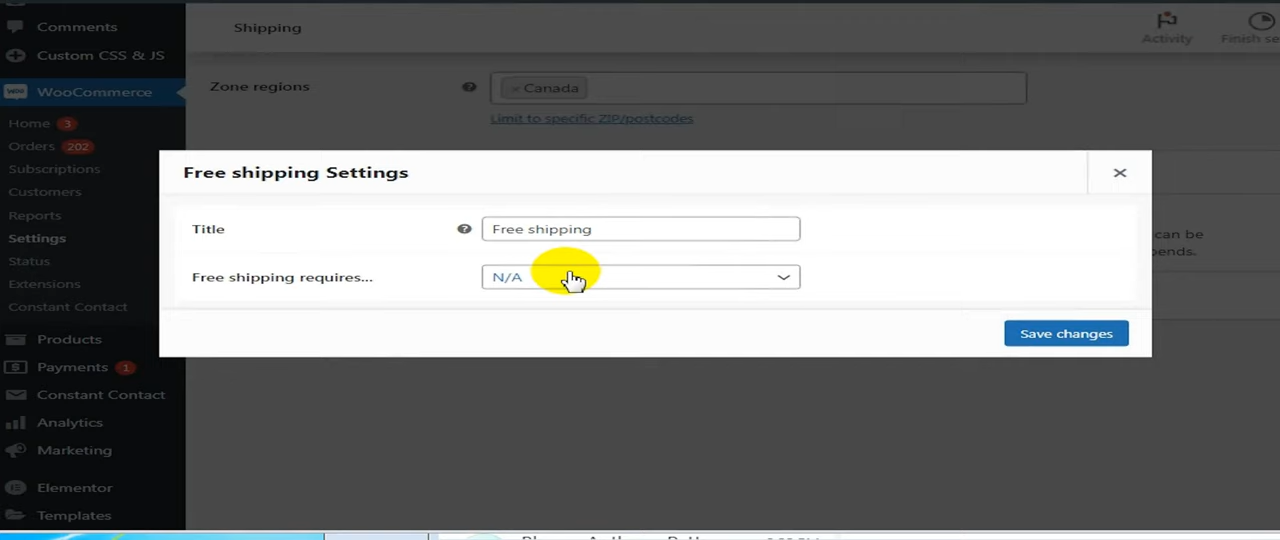 Comments
Shipping
Activity
Finish se
Custom CSS & JS
WooCommerce
Zone regions
× Canada
Limit to specific ZIP/postcodes
Home 3
Orders 202
Subscriptions
Customers
Reports
Settings
Status
Extensions
Constant Contact
Products
Payments 1
Constant Contact
Analytics
Marketing
Elementor
Templates
Free shipping Settings
Title
Free shipping
Free shipping requires...
N/A
can be
pends.
Save changes